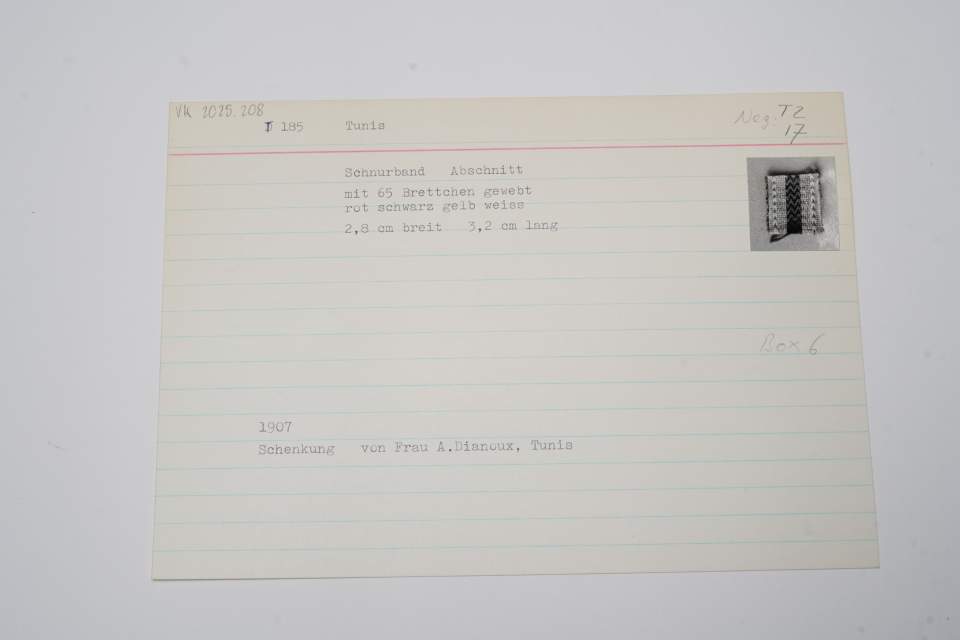 VK 2025.208
D 185 Tunis
Neg. T2
17
Schnurband Abschnitt
mit 65 Brettchen gewebt
rot schwarz gelb weiss
2,8 cm breit 3,2 cm lang
Box 6
1907
Schenkung von Frau A.Dianoux, Tunis